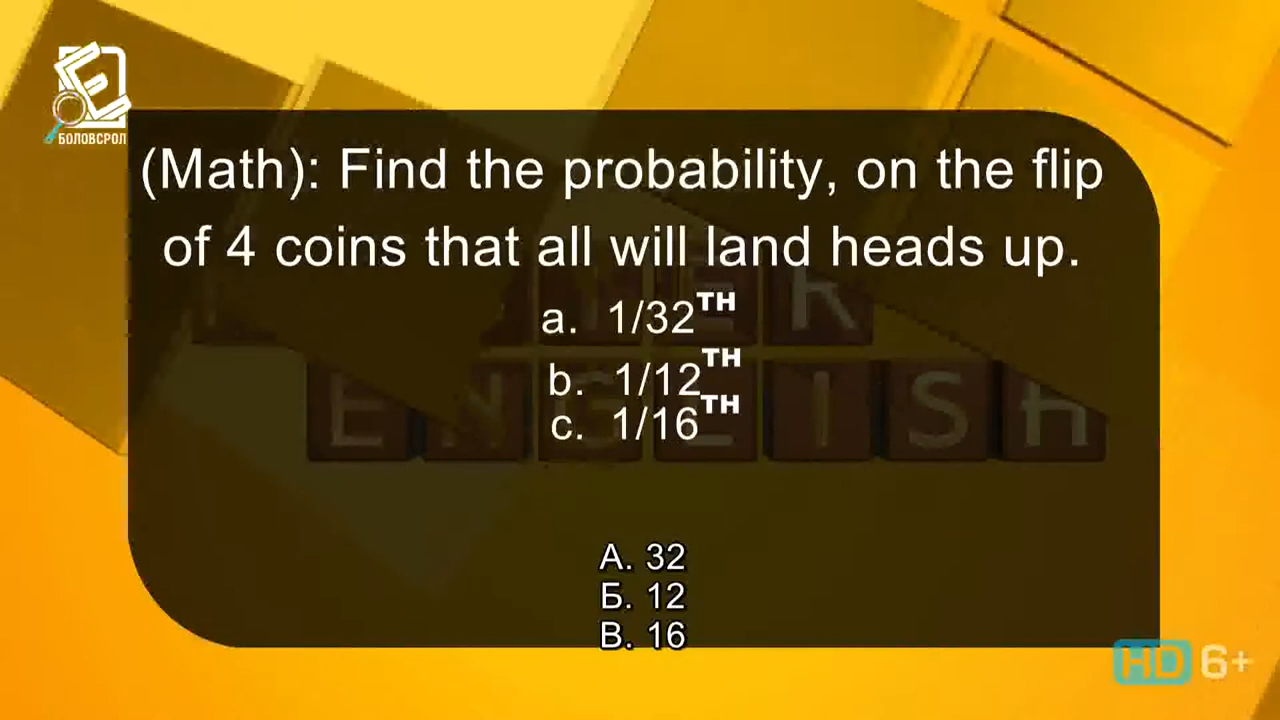 БОЛОВСРОЛ
(Math): Find the probability, on the flip
of 4 coins that all will land heads up.
a. 1/32TH
b. 1/12TH
c. 1/16TH
ENGLISH
А. 32
Б. 12
В. 16
HD 6+